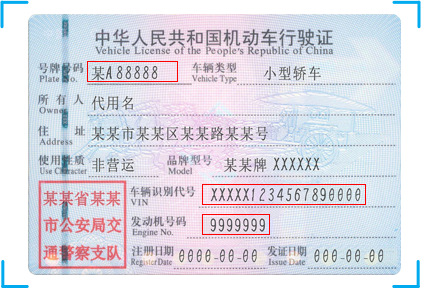 中华人民共和国机动车行驶证
Vehicle License of the People's Republic of China
号牌号码 某A88888 车辆类型 小型轿车
Plate No. Vehicle Type
所有人 代用名
Owner
住址 某某市某某区某某路某某号
Address
使用性质 非营运 品牌型号 某某牌 XXXXXX
Use Character Model
某某省某某
市公安局交
通警察支队
车辆识别代号 XXXXX1234567890000
VIN
发动机号码 9999999
Engine No.
注册日期 0000-00-00 发证日期 000-00-00
Register Date Issue Date